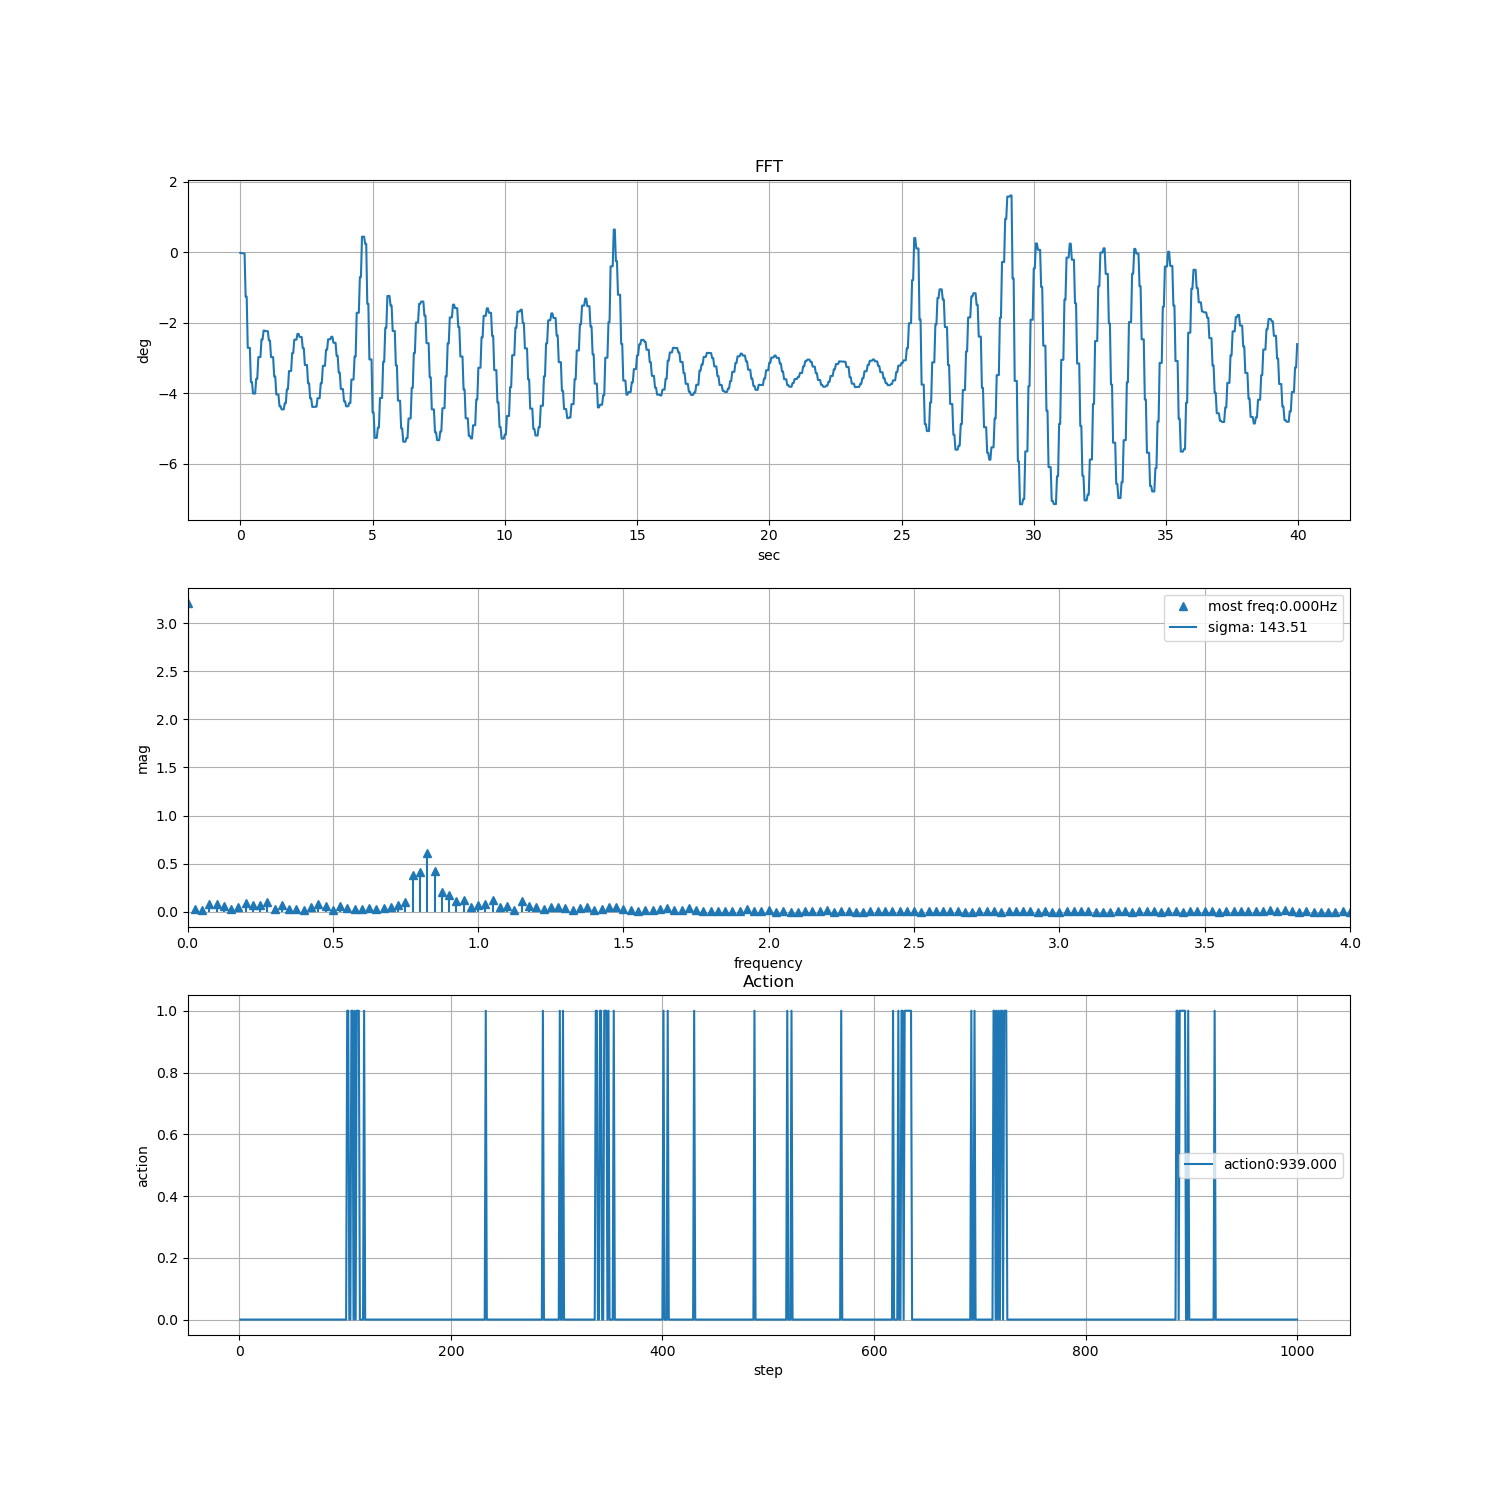 FFT
2
0
−2
−4
−6
deg
0 5 10 15 20 25 30 35 40
sec
most freq:0.000Hz
sigma: 143.51
3.0
2.5
2.0
1.5
1.0
0.5
0.0
mag
0.0 0.5 1.0 1.5 2.0 2.5 3.0 3.5 4.0
frequency
Action
1.0
0.8
0.6
0.4
0.2
0.0
action
action0:939.000
0 200 400 600 800 1000
step